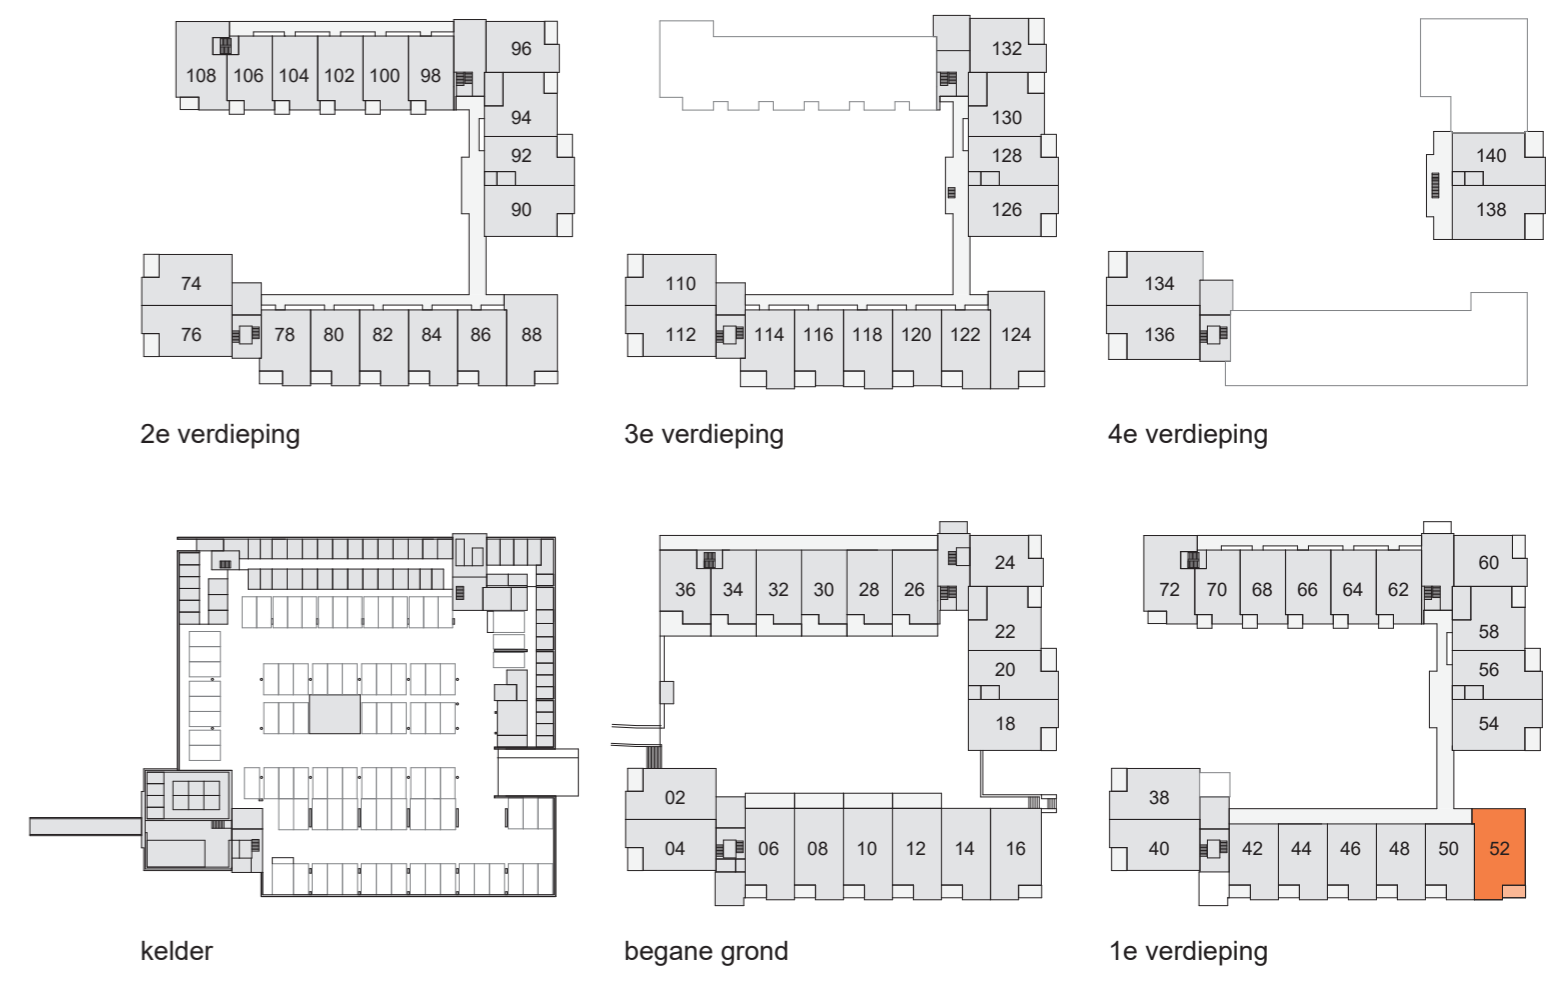 108 106 104 102 100 98 96
94
92
90
74
76 78 80 82 84 86 88
2e verdieping
132
130
128
126
110
112 114 116 118 120 122 124
3e verdieping
140
138
134
136
4e verdieping
kelder
36 34 32 30 28 26 24
22
20
18
02
04 06 08 10 12 14 16
begane grond
72 70 68 66 64 62 60
58
56
54
38
40 42 44 46 48 50 52
1e verdieping